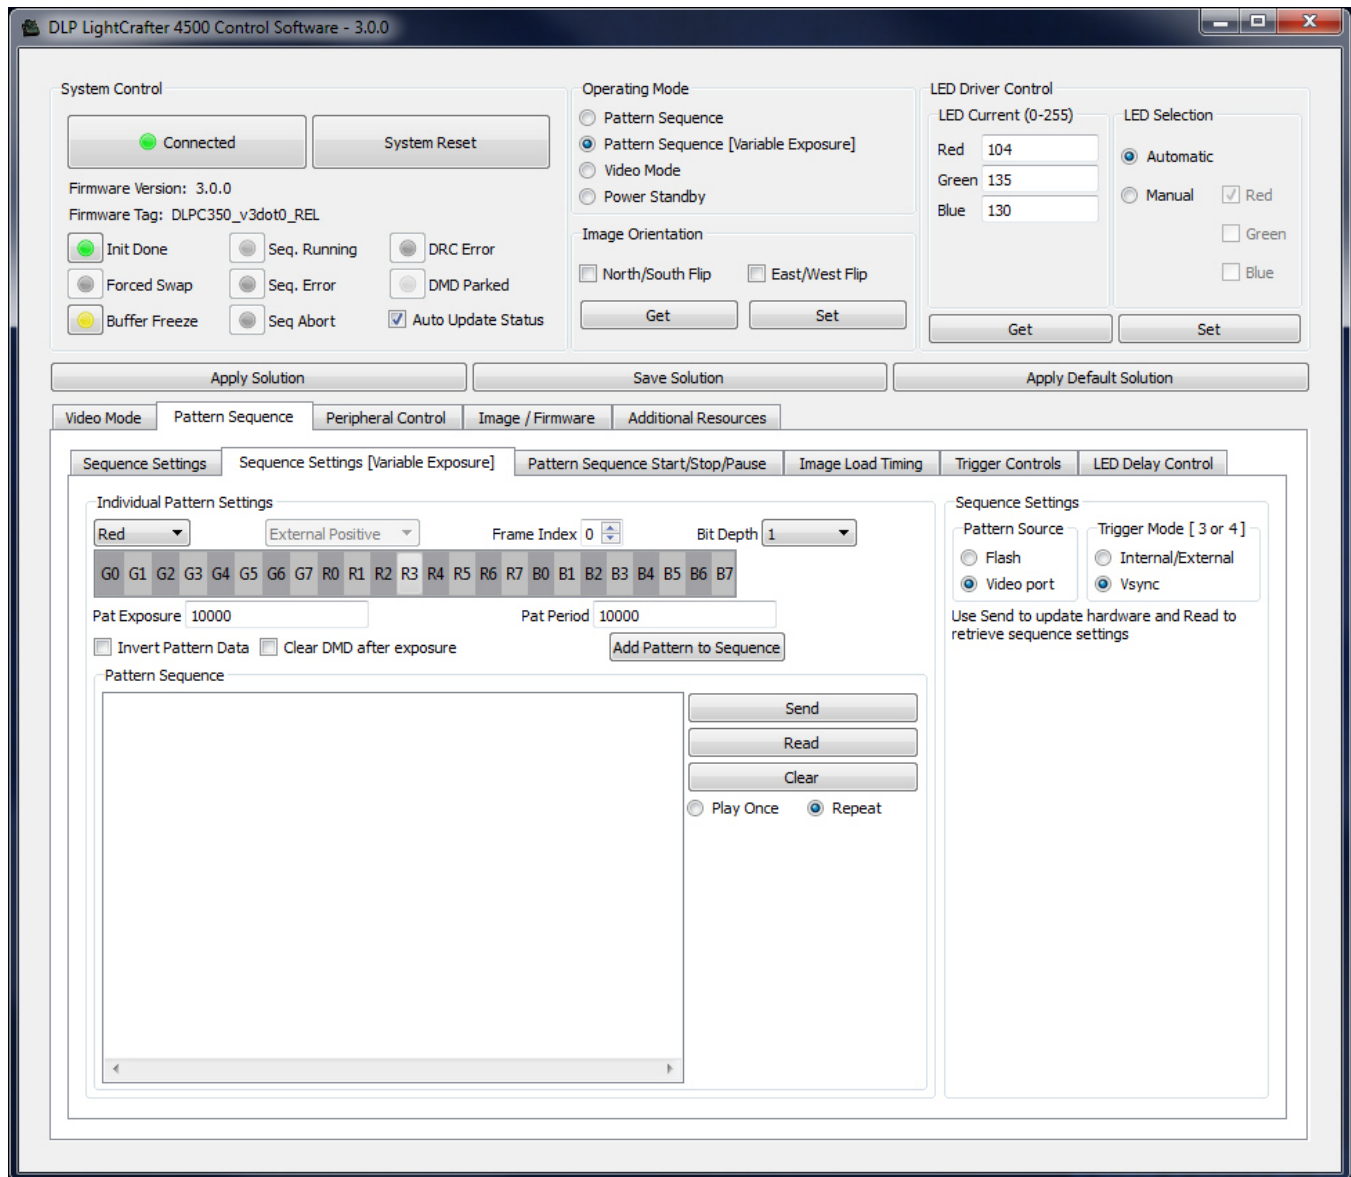 DLP LightCrafter 4500 Control Software - 3.0.0
System Control
Connected
System Reset
Firmware Version: 3.0.0
Firmware Tag: DLPC350_v3dot0_REL
Init Done
Seq. Running
DRC Error
Forced Swap
Seq. Error
DMD Parked
Buffer Freeze
Seq Abort
Auto Update Status
Operating Mode
Pattern Sequence
Pattern Sequence [Variable Exposure]
Video Mode
Power Standby
Image Orientation
North/South Flip
East/West Flip
Get
Set
LED Driver Control
LED Current (0-255)
Red 104
Green 135
Blue 130
LED Selection
Automatic
Manual
Red
Green
Blue
Get
Set
Apply Solution
Save Solution
Apply Default Solution
Video Mode
Pattern Sequence
Peripheral Control
Image / Firmware
Additional Resources
Sequence Settings
Sequence Settings [Variable Exposure]
Pattern Sequence Start/Stop/Pause
Image Load Timing
Trigger Controls
LED Delay Control
Individual Pattern Settings
Red
External Positive
Frame Index 0
Bit Depth 1
G0 G1 G2 G3 G4 G5 G6 G7 R0 R1 R2 R3 R4 R5 R6 R7 B0 B1 B2 B3 B4 B5 B6 B7
Pat Exposure 10000
Pat Period 10000
Invert Pattern Data
Clear DMD after exposure
Add Pattern to Sequence
Pattern Sequence
Send
Read
Clear
Play Once
Repeat
Sequence Settings
Pattern Source
Flash
Video port
Trigger Mode [ 3 or 4 ]
Internal/External
Vsync
Use Send to update hardware and Read to
retrieve sequence settings